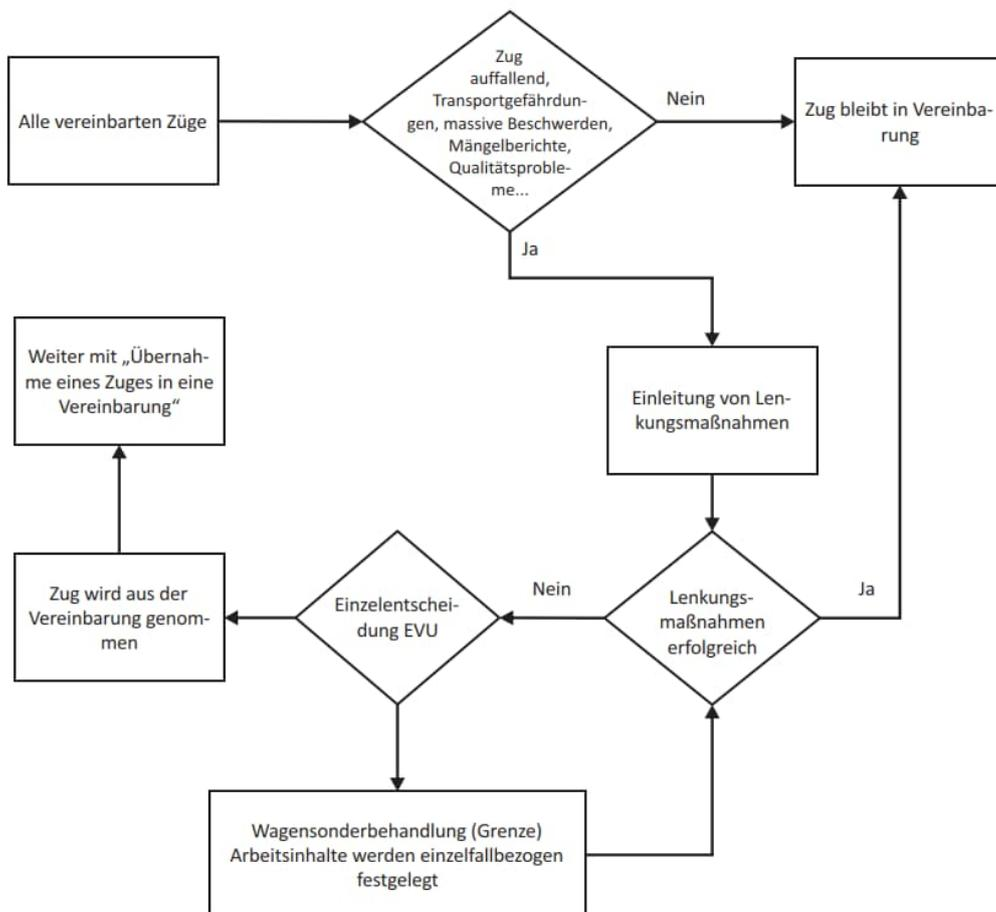 Alle vereinbarten Züge
Zug
auffallend,
Transportgefährdun-
gen, massive Beschwerden,
Mängelberichte,
Qualitätsproble-
me...
Nein
Zug bleibt in Vereinba-
rung
Ja
Einleitung von Len-
kungsmaßnahmen
Weiter mit „Übernah-
me eines Zuges in eine
Vereinbarung“
Lenkungs-
maßnahmen
erfolgreich
Ja
Nein
Einzelentschei-
dung EVU
Zug wird aus der
Vereinbarung genom-
men
Wagensonderbehandlung (Grenze)
Arbeitsinhalte werden einzelfallbezogen
festgelegt